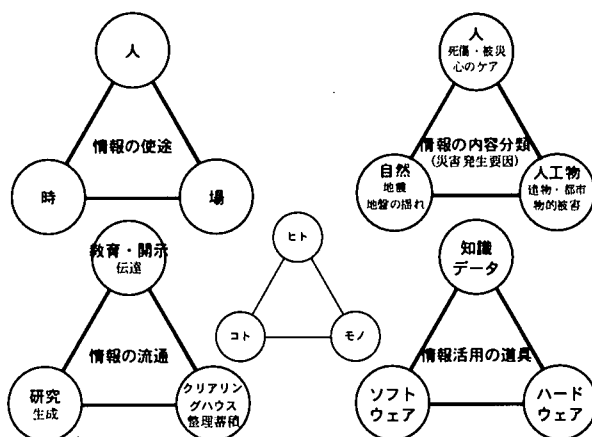 人
情報の使途
時
場
人
死傷・被災
心のケア
情報の内容分類
(災害発生要因)
自然
地震
地盤の揺れ
人工物
建物・都市
物的被害
ヒト
コト
モノ
教育・開示
伝達
情報の流通
研究
生成
クリアリン
グハウス
整理蓄積
知識
データ
情報活用の道具
ソフト
ウェア
ハード
ウェア